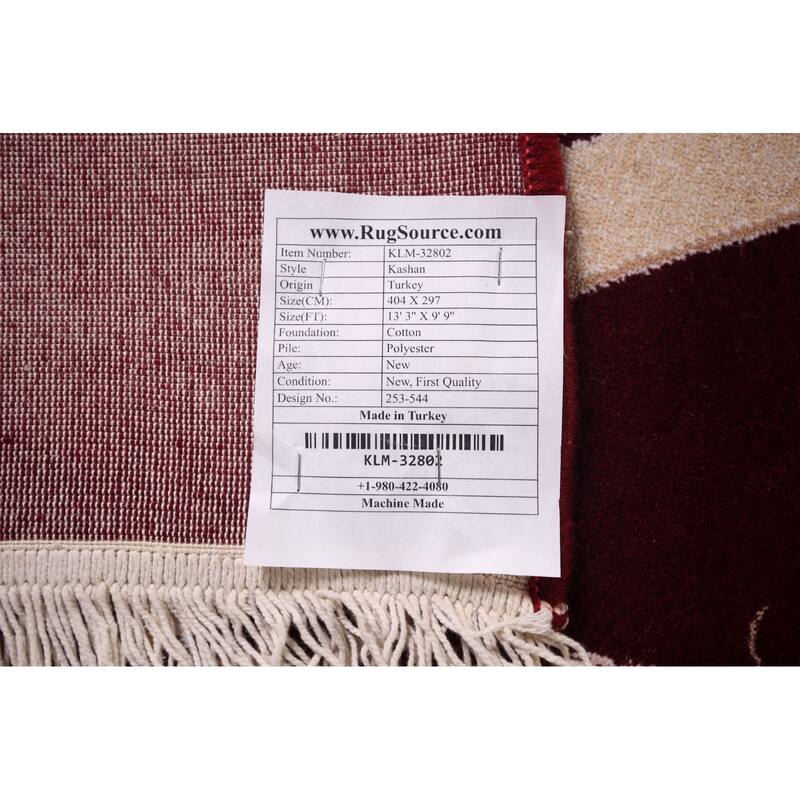 www.RugSource.com
Item Number: KLM-32802
Style Kashan
Origin Turkey
Size(CM): 404 X 297
Size(FT): 13' 3" X 9' 9"
Foundation: Cotton
Pile: Polyester
Age: New
Condition: New, First Quality
Design No.: 253-544
Made in Turkey
KLM-32802
+1-980-422-4080
Machine Made